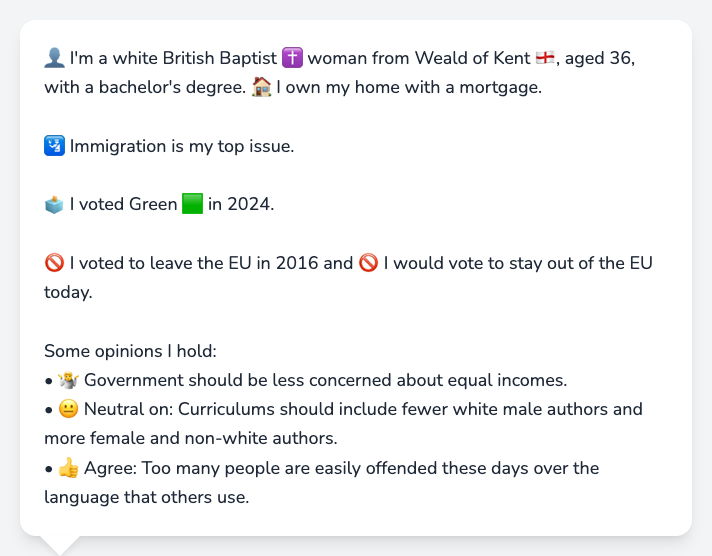 👤 I'm a white British Baptist ✝️ woman from Weald of Kent 🏴󠁧󠁢󠁥󠁮󠁧󠁿, aged 36,
with a bachelor's degree. 🏠 I own my home with a mortgage.
🛂 Immigration is my top issue.
🗳️ I voted Green 🟩 in 2024.
🚫 I voted to leave the EU in 2016 and 🚫 I would vote to stay out of the EU
today.
Some opinions I hold:
• 🤷 Government should be less concerned about equal incomes.
• 😐 Neutral on: Curriculums should include fewer white male authors and
more female and non-white authors.
• 👍 Agree: Too many people are easily offended these days over the
language that others use.